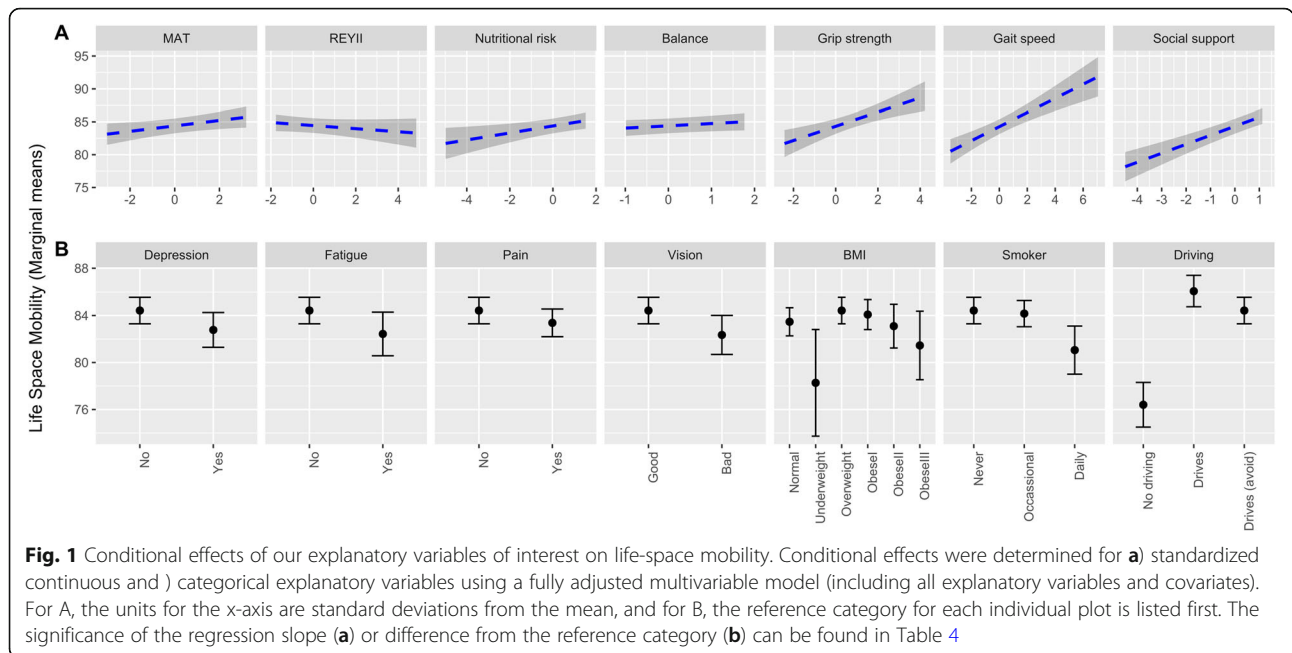 A
MAT REYII Nutritional risk Balance Grip strength Gait speed Social support
95
90
85
80
75
-2 0 2 0 2 4 -4 -2 0 2 -1 0 1 2 -2 0 2 4 -3 0 3 6 -4 -3 -2 -1 0 1
Life Space Mobility (Marginal means)
B
Depression Fatigue Pain Vision BMI Smoker Driving
88
84
80
76
No Yes No Yes No Yes Good Bad Normal Underweight Overweight ObeseI ObeseII ObeseIII Never Occassional Daily No driving Drives Drives (avoid)
Fig. 1 Conditional effects of our explanatory variables of interest on life-space mobility. Conditional effects were determined for a) standardized
continuous and ) categorical explanatory variables using a fully adjusted multivariable model (including all explanatory variables and covariates).
For A, the units for the x-axis are standard deviations from the mean, and for B, the reference category for each individual plot is listed first. The
significance of the regression slope (a) or difference from the reference category (b) can be found in Table 4